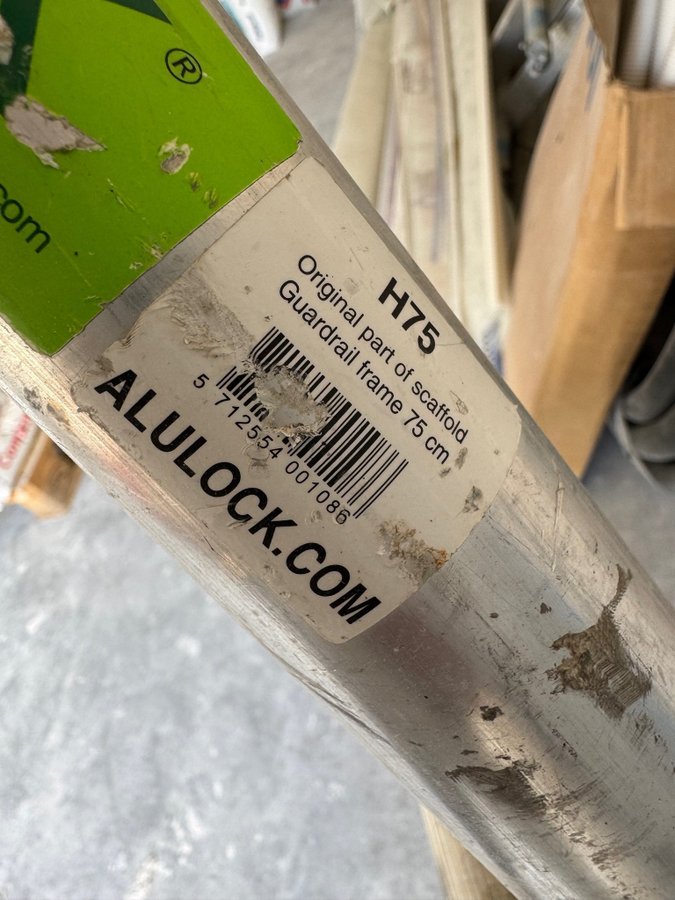 ®
com
H75
Original part of scaffold
Guardrail frame 75 cm
5 712554 001086
ALULOCK.COM